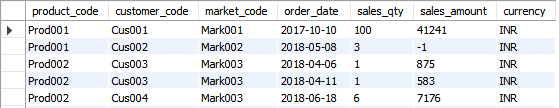 product_code customer_code market_code order_date sales_qty sales_amount currency
Prod001 Cus001 Mark001 2017-10-10 100 41241 INR
Prod001 Cus002 Mark002 2018-05-08 3 -1 INR
Prod002 Cus003 Mark003 2018-04-06 1 875 INR
Prod002 Cus003 Mark003 2018-04-11 1 583 INR
Prod002 Cus004 Mark003 2018-06-18 6 7176 INR